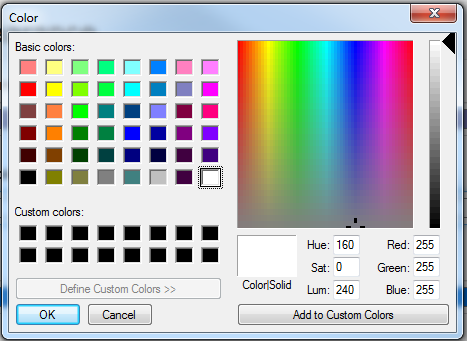 Color
Basic colors:
Custom colors:
Define Custom Colors >>
OK Cancel
Color|Solid
Hue: 160 Red: 255
Sat: 0 Green: 255
Lum: 240 Blue: 255
Add to Custom Colors